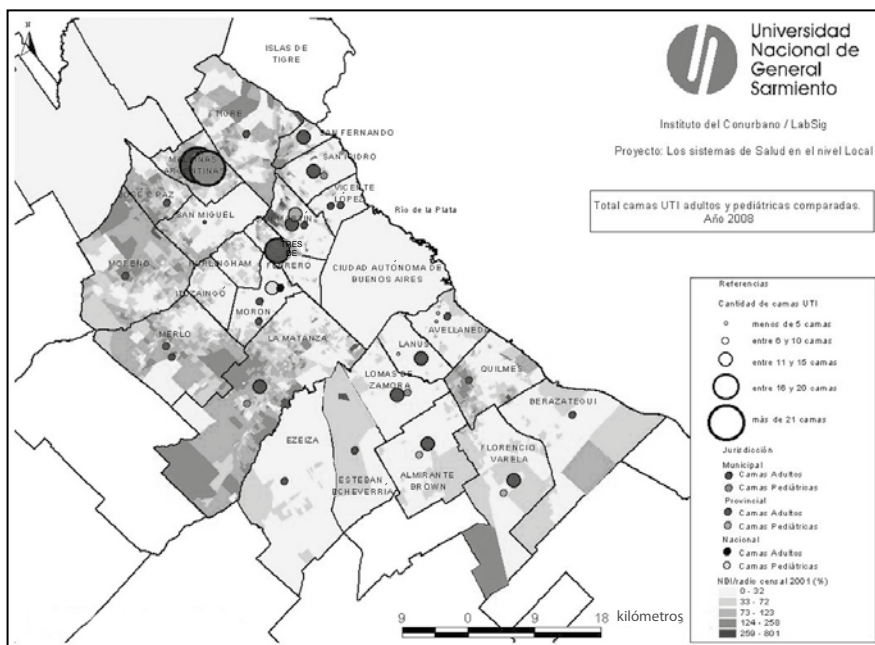 Universidad
Nacional de
General
Sarmiento
Instituto del Conurbano / LabSig
Proyecto: Los sistemas de Salud en el nivel Local
Total camas UTI adultos y pediátricas comparadas.
Año 2008
ISLAS DE
TIGRE
SAN FERNANDO
SAN ISIDRO
VICENTE
LOPEZ
Río de la Plata
SAN MIGUEL
TRES
DE
FEBRERO
CIUDAD AUTÓNOMA DE
BUENOS AIRES
MORENO
ITUZAINGÓ
MORON
MERLO
LA MATANZA
AVELLANEDA
LANUS
LOMAS DE
ZAMORA
QUILMES
BERAZATEGUI
EZEIZA
ESTEBAN
ECHEVERRIA
ALMIRANTE
BROWN
FLORENCIO
VARELA
Referencias
Cantidad de camas UTI
menos de 5 camas
entre 6 y 10 camas
entre 11 y 15 camas
entre 16 y 20 camas
más de 21 camas
Jurisdicción
Municipal
Camas Adultos
Camas Pediátricas
Provincial
Camas Adultos
Camas Pediátricas
Nacional
Camas Adultos
Camas Pediátricas
NBI/radio censal 2001 (%)
0 - 32
33 - 72
73 - 123
124 - 258
259 - 801
9 0 9 18 kilómetros